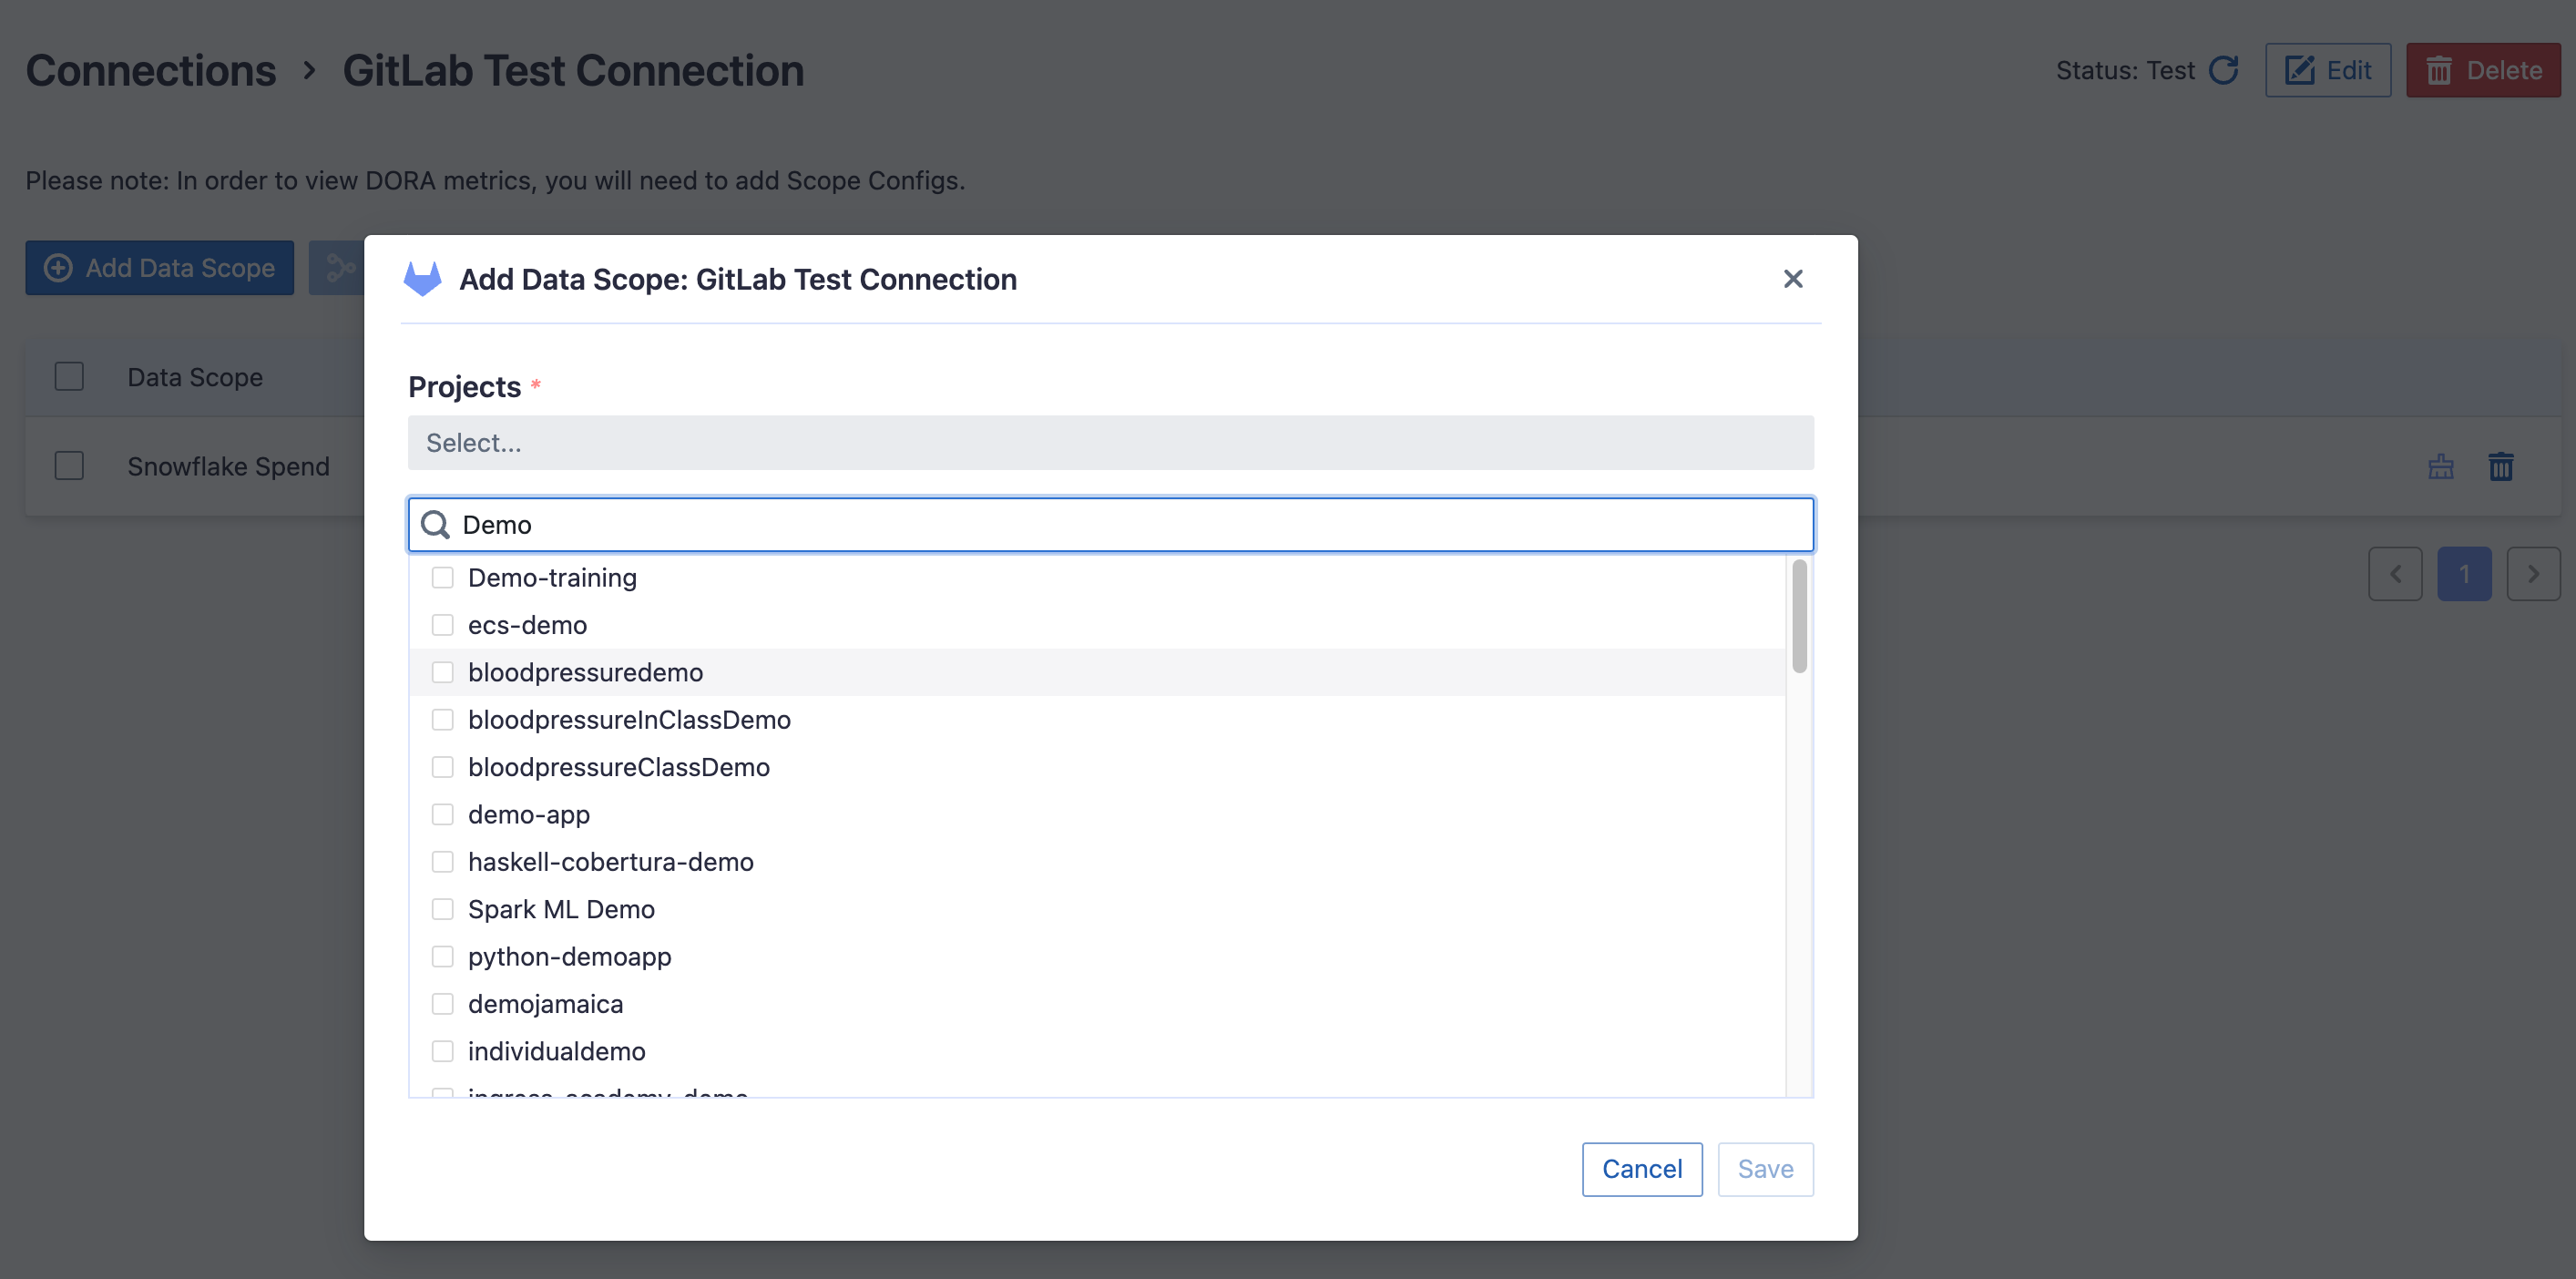 Connections > GitLab Test Connection
Status: Test Edit Delete
Please note: In order to view DORA metrics, you will need to add Scope Configs.
Add Data Scope
Data Scope
Snowflake Spend
1
Add Data Scope: GitLab Test Connection
Projects *
Select...
Demo
Demo-training
ecs-demo
bloodpressuredemo
bloodpressureInClassDemo
bloodpressureClassDemo
demo-app
haskell-cobertura-demo
Spark ML Demo
python-demoapp
demojamaica
individualdemo
Cancel Save